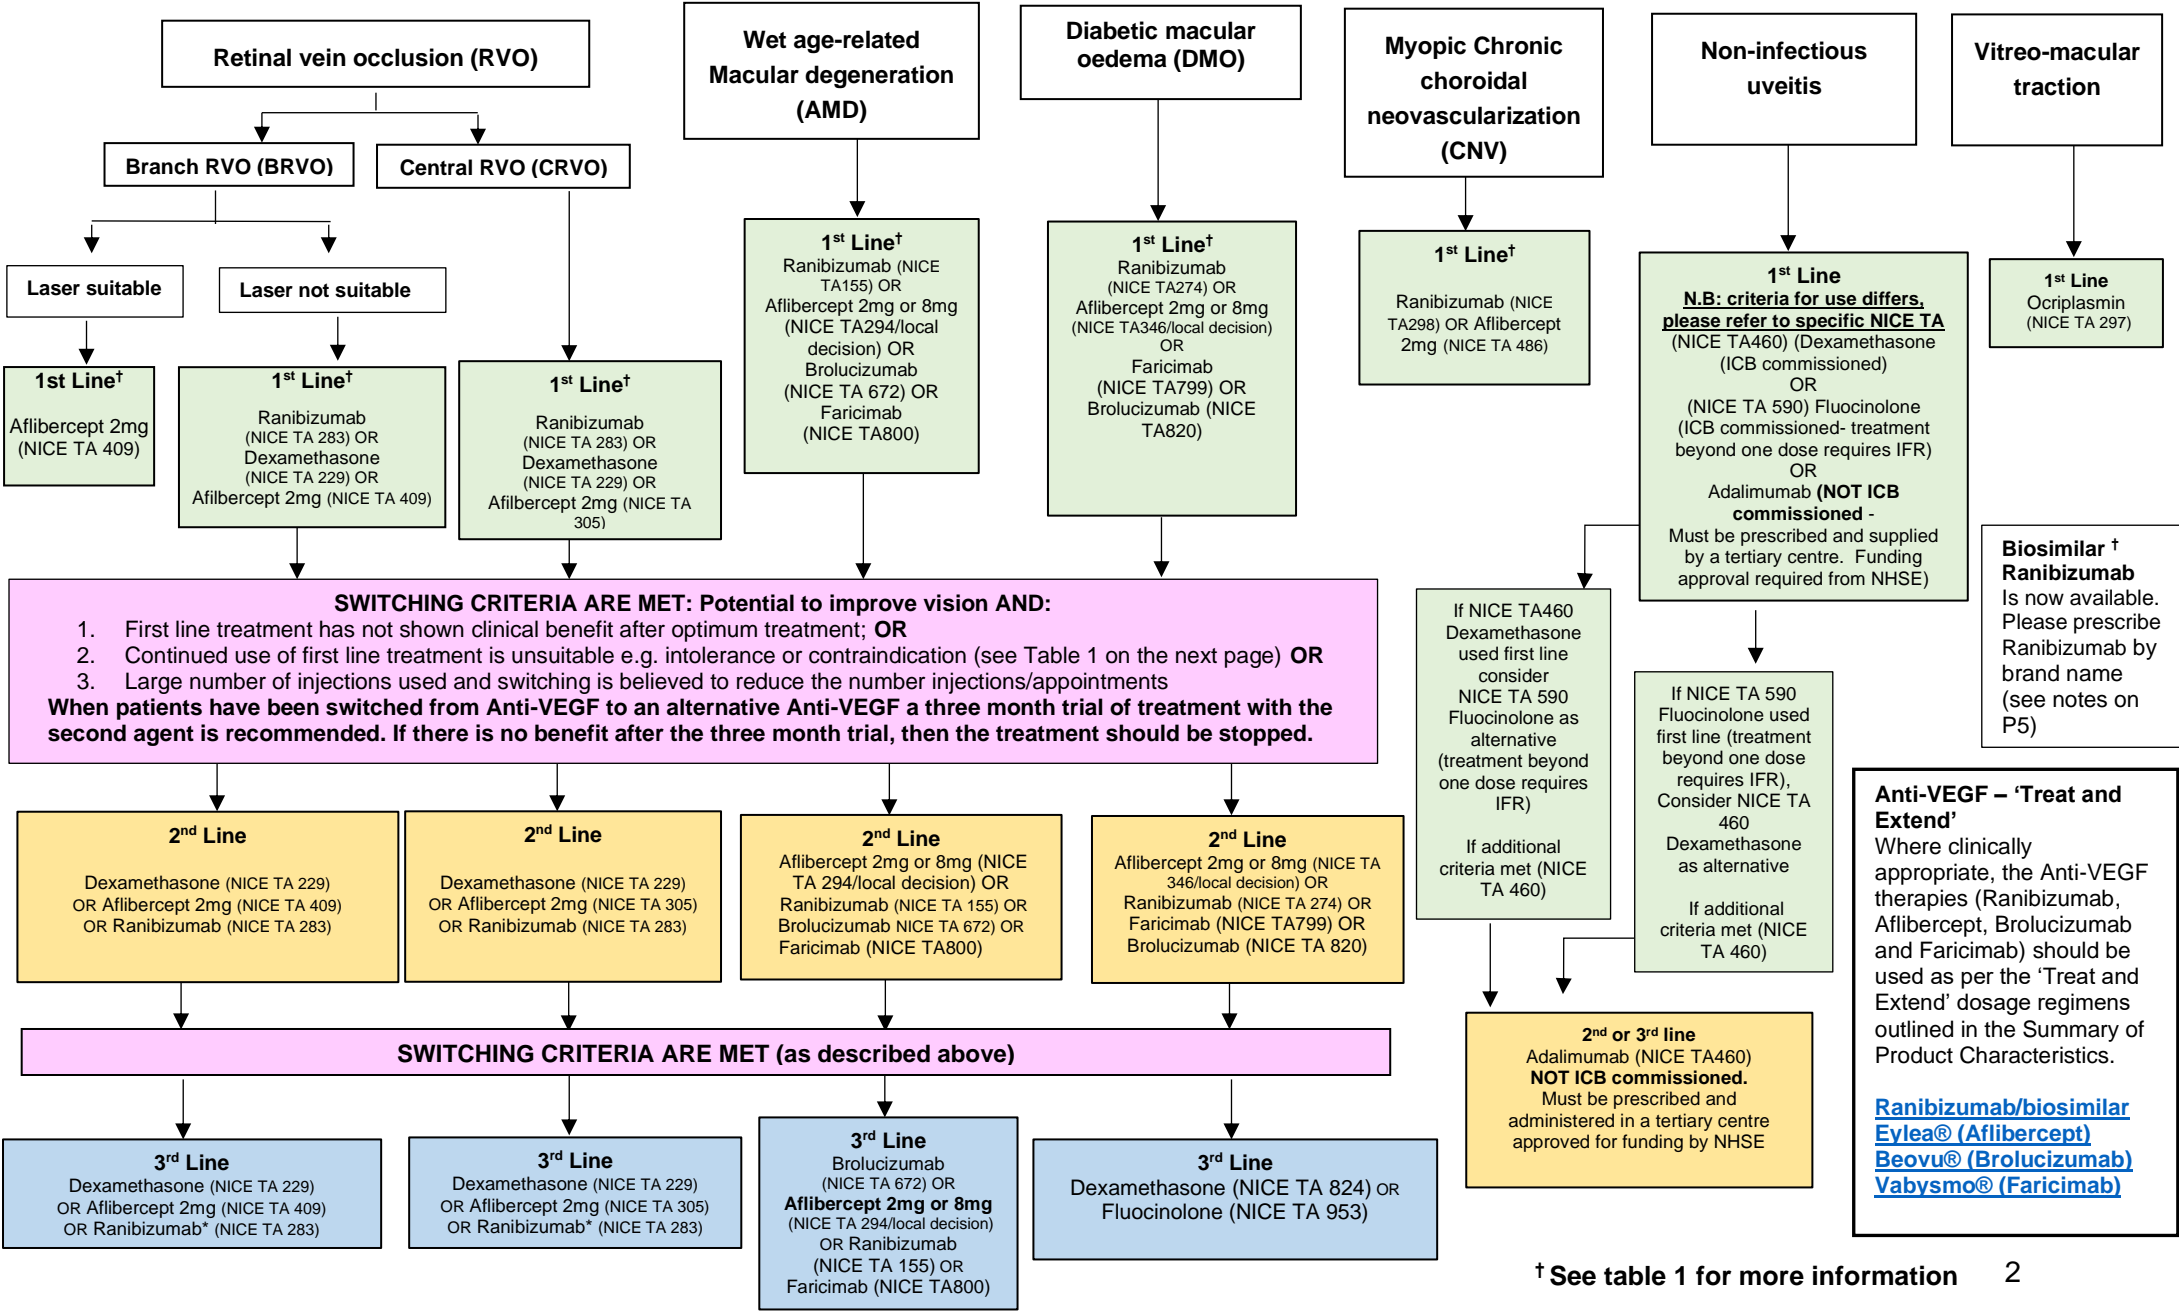 Retinal vein occlusion (RVO)
Branch RVO (BRVO)
Central RVO (CRVO)
Laser suitable
Laser not suitable
1st Line†
Aflibercept 2mg
(NICE TA 409)
1st Line†
Ranibizumab
(NICE TA 283) OR
Dexamethasone
(NICE TA 229) OR
Afilbercept 2mg (NICE TA 409)
1st Line†
Ranibizumab
(NICE TA 283) OR
Dexamethasone
(NICE TA 229) OR
Afilbercept 2mg (NICE TA
305)
Wet age-related
Macular degeneration
(AMD)
1st Line†
Ranibizumab (NICE
TA155) OR
Aflibercept 2mg or 8mg
(NICE TA294/local
decision) OR
Brolucizumab
(NICE TA 672) OR
Faricimab
(NICE TA800)
Diabetic macular
oedema (DMO)
1st Line†
Ranibizumab
(NICE TA274) OR
Aflibercept 2mg or 8mg
(NICE TA346/local decision)
OR
Faricimab
(NICE TA799) OR
Brolucizumab (NICE
TA820)
Myopic Chronic
choroidal
neovascularization
(CNV)
1st Line†
Ranibizumab (NICE
TA298) OR Aflibercept
2mg (NICE TA 486)
Non-infectious
uveitis
1st Line
N.B: criteria for use differs,
please refer to specific NICE TA
(NICE TA460) (Dexamethasone
(ICB commissioned)
OR
(NICE TA 590) Fluocinolone
(ICB commissioned- treatment
beyond one dose requires IFR)
OR
Adalimumab (NOT ICB
commissioned -
Must be prescribed and supplied
by a tertiary centre. Funding
approval required from NHSE)
Vitreo-macular
traction
1st Line
Ocriplasmin
(NICE TA 297)
SWITCHING CRITERIA ARE MET: Potential to improve vision AND:
1. First line treatment has not shown clinical benefit after optimum treatment; OR
2. Continued use of first line treatment is unsuitable e.g. intolerance or contraindication (see Table 1 on the next page) OR
3. Large number of injections used and switching is believed to reduce the number injections/appointments
When patients have been switched from Anti-VEGF to an alternative Anti-VEGF a three month trial of treatment with the
second agent is recommended. If there is no benefit after the three month trial, then the treatment should be stopped.
If NICE TA460
Dexamethasone
used first line
consider
NICE TA 590
Fluocinolone as
alternative
(treatment beyond
one dose requires
IFR)
If additional
criteria met (NICE
TA 460)
If NICE TA 590
Fluocinolone used
first line (treatment
beyond one dose
requires IFR),
Consider NICE TA
460
Dexamethasone
as alternative
If additional
criteria met (NICE
TA 460)
Biosimilar †
Ranibizumab
Is now available.
Please prescribe
Ranibizumab by
brand name
(see notes on
P5)
2nd Line
Dexamethasone (NICE TA 229)
OR Aflibercept 2mg (NICE TA 409)
OR Ranibizumab (NICE TA 283)
2nd Line
Dexamethasone (NICE TA 229)
OR Aflibercept 2mg (NICE TA 305)
OR Ranibizumab (NICE TA 283)
2nd Line
Aflibercept 2mg or 8mg (NICE
TA 294/local decision) OR
Ranibizumab (NICE TA 155) OR
Brolucizumab NICE TA 672) OR
Faricimab (NICE TA800)
2nd Line
Aflibercept 2mg or 8mg (NICE TA
346/local decision) OR
Ranibizumab (NICE TA 274) OR
Faricimab (NICE TA799) OR
Brolucizumab (NICE TA 820)
SWITCHING CRITERIA ARE MET (as described above)
3rd Line
Dexamethasone (NICE TA 229)
OR Aflibercept 2mg (NICE TA 409)
OR Ranibizumab* (NICE TA 283)
3rd Line
Dexamethasone (NICE TA 229)
OR Aflibercept 2mg (NICE TA 305)
OR Ranibizumab* (NICE TA 283)
3rd Line
Brolucizumab
(NICE TA 672) OR
Aflibercept 2mg or 8mg
(NICE TA 294/local decision)
OR Ranibizumab
(NICE TA 155) OR
Faricimab (NICE TA800)
3rd Line
Dexamethasone (NICE TA 824) OR
Fluocinolone (NICE TA 953)
2nd or 3rd line
Adalimumab (NICE TA460)
NOT ICB commissioned.
Must be prescribed and
administered in a tertiary centre
approved for funding by NHSE
Anti-VEGF – ‘Treat and
Extend’
Where clinically
appropriate, the Anti-VEGF
therapies (Ranibizumab,
Aflibercept, Brolucizumab
and Faricimab) should be
used as per the ‘Treat and
Extend’ dosage regimens
outlined in the Summary of
Product Characteristics.
Ranibizumab/biosimilar
Eylea® (Aflibercept)
Beovu® (Brolucizumab)
Vabysmo® (Faricimab)
† See table 1 for more information
2